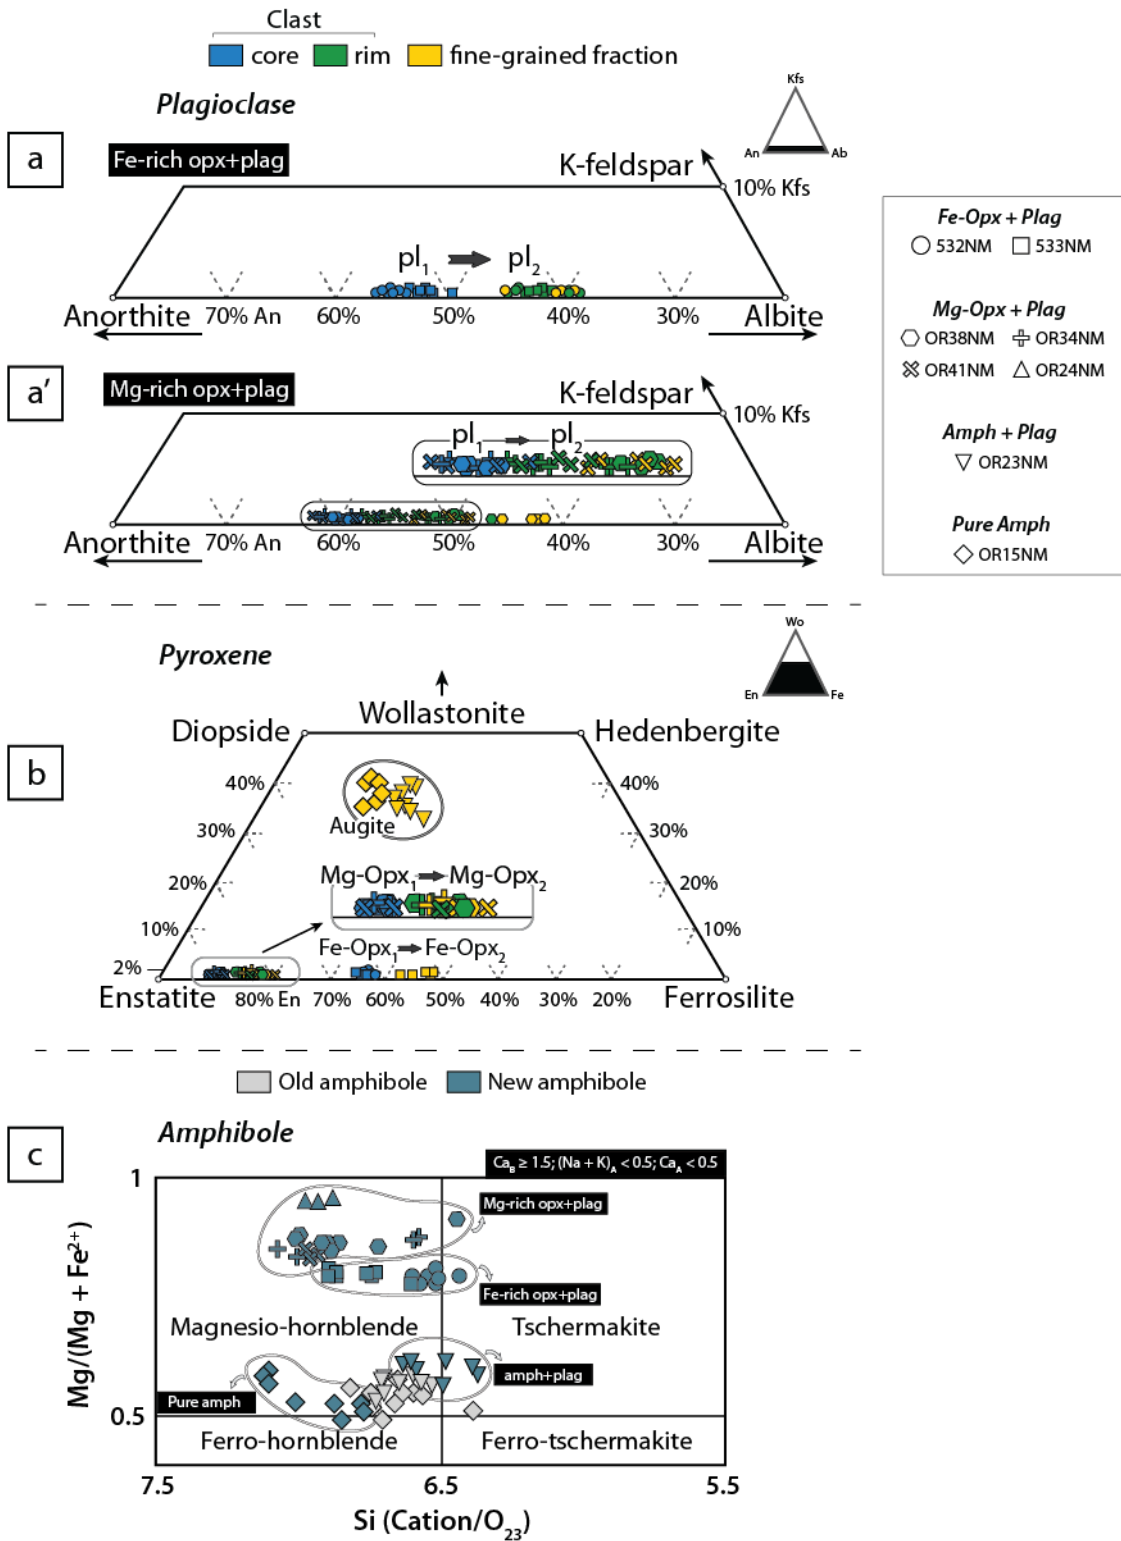 Clast
core rim fine-grained fraction
Plagioclase
Kfs
An Ab
a
Fe-rich opx+plag
K-feldspar
10% Kfs
pl1 pl2
Anorthite 70% An 60% 50% 40% 30% Albite
a'
Mg-rich opx+plag
K-feldspar
10% Kfs
pl1 pl2
Anorthite 70% An 60% 50% 40% 30% Albite
Fe-Opx + Plag
532NM 533NM
Mg-Opx + Plag
OR38NM OR34NM
OR41NM OR24NM
Amph + Plag
OR23NM
Pure Amph
OR15NM
Pyroxene
Wo
En Fe
b
Wollastonite
Diopside Hedenbergite
40% 40%
Augite
30% 30%
Mg-Opx1 Mg-Opx2
20% 20%
10% 10%
Fe-Opx1 Fe-Opx2
2%
Enstatite 80% En 70% 60% 50% 40% 30% 20% Ferrosilite
Old amphibole New amphibole
Amphibole
c
CaB ≥ 1.5; (Na + K)A < 0.5; CaA < 0.5
1
Mg-rich opx+plag
Fe-rich opx+plag
Magnesio-hornblende Tschermakite
amph+plag
Pure amph
0.5
Ferro-hornblende Ferro-tschermakite
7.5 6.5 5.5
Mg/(Mg + Fe2+)
Si (Cation/O23)